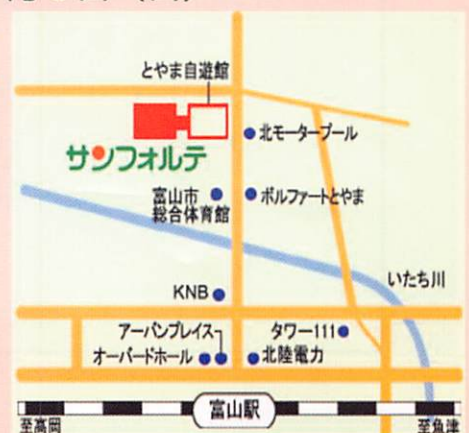 とやま自遊館
サンフォルテ
北モータープール
富山市
総合体育館
ボルファートとやま
いたち川
KNB
アーバンプレイス
オーバードホール
タワー111
北陸電力
富山駅
至高岡
至魚津